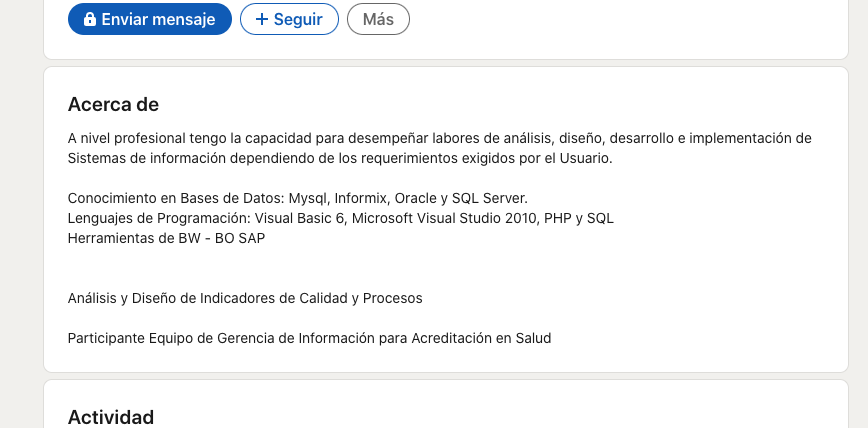 Enviar mensaje
Seguir
Más
Acerca de
A nivel profesional tengo la capacidad para desempeñar labores de análisis, diseño, desarrollo e implementación de
Sistemas de información dependiendo de los requerimientos exigidos por el Usuario.
Conocimiento en Bases de Datos: Mysql, Informix, Oracle y SQL Server.
Lenguajes de Programación: Visual Basic 6, Microsoft Visual Studio 2010, PHP y SQL
Herramientas de BW - BO SAP
Análisis y Diseño de Indicadores de Calidad y Procesos
Participante Equipo de Gerencia de Información para Acreditación en Salud
Actividad